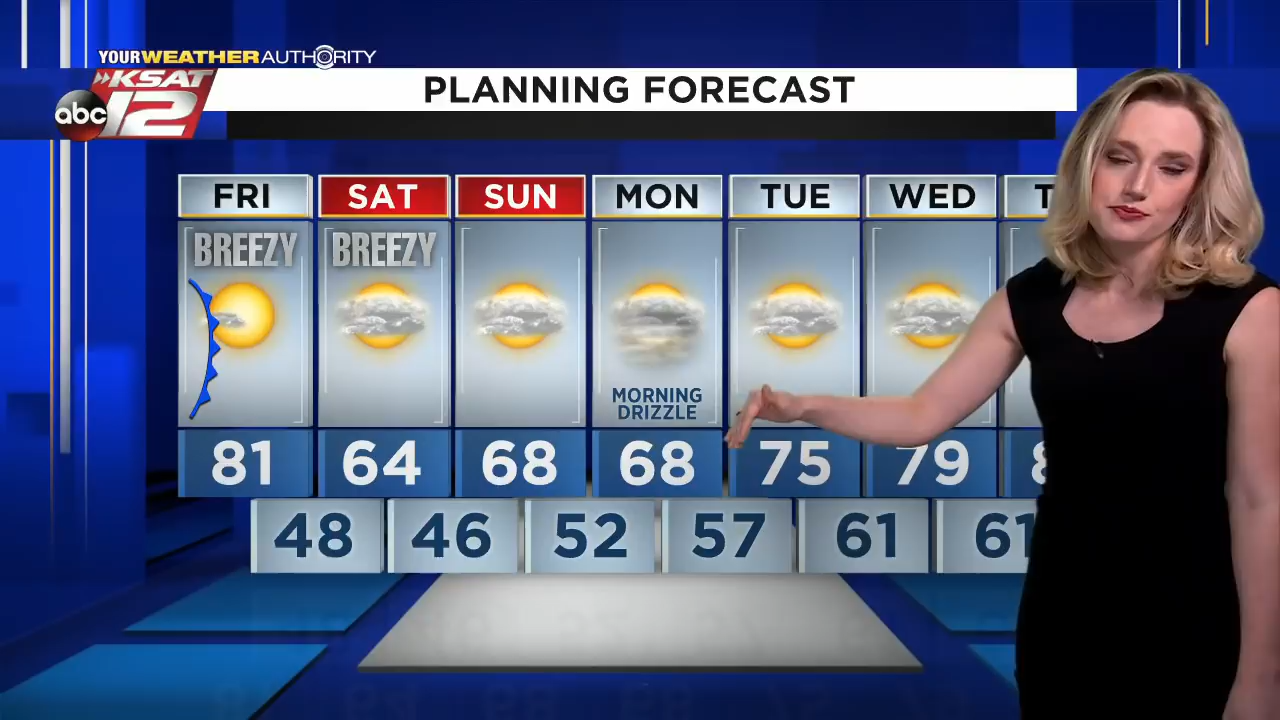 YOUR WEATHER AUTHORITY
KSAT
abc 12
PLANNING FORECAST
FRI SAT SUN MON TUE WED T
BREEZY BREEZY
MORNING
DRIZZLE
81 64 68 68 75 79
48 46 52 57 61 61